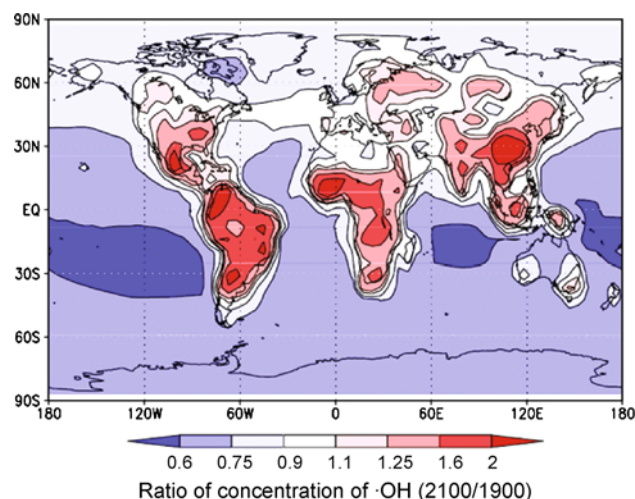 90N
60N
30N
EQ
30S
60S
90S
180 120W 60W 0 60E 120E 180
0.6 0.75 0.9 1.1 1.25 1.6 2
Ratio of concentration of ·OH (2100/1900)